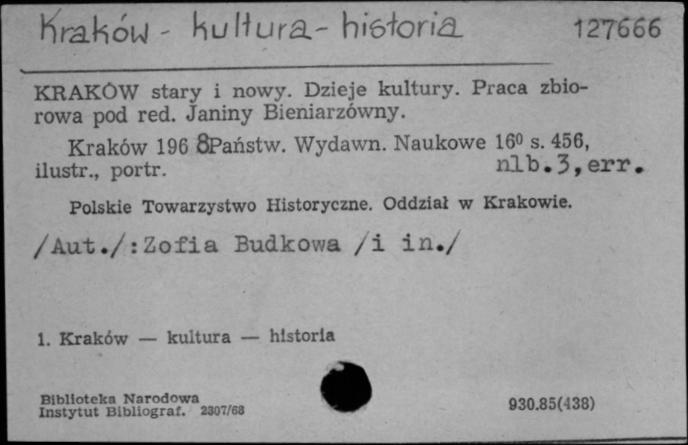 Kraków - kultura - historia 127666
KRAKÓW stary i nowy. Dzieje kultury. Praca zbio-
rowa pod red. Janiny Bieniarzówny.
Kraków 196 8 Państw. Wydawn. Naukowe 16⁰ s. 456,
ilustr., portr. nlb.3,err.
Polskie Towarzystwo Historyczne. Oddział w Krakowie.
/Aut./:Zofia Budkowa /i in./
1. Kraków — kultura — historia
Biblioteka Narodowa
Instytut Bibliograf. 2307/68 930.85(438)